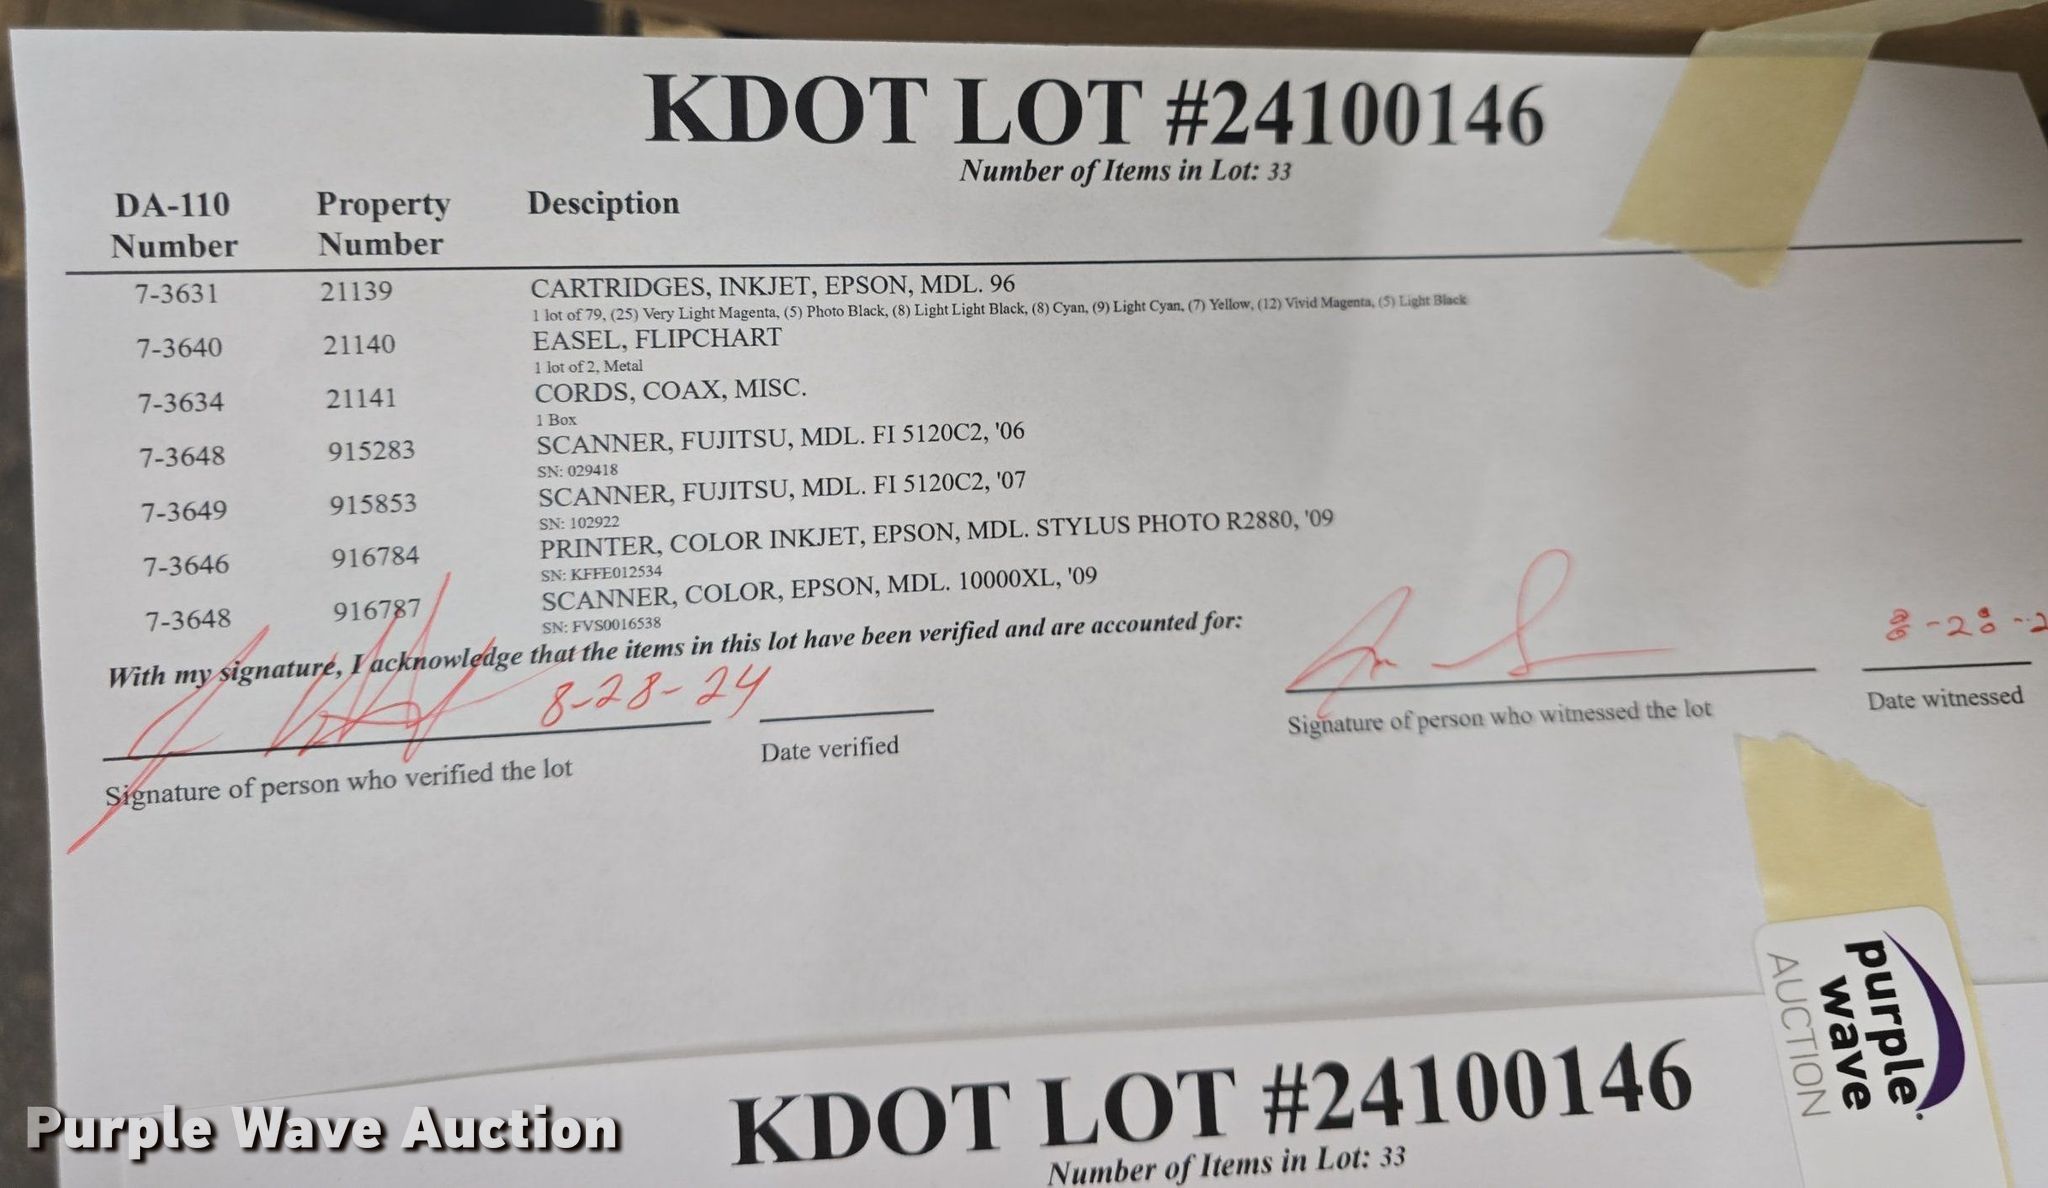 KDOT LOT #24100146
Number of Items in Lot: 33
DA-110 Number Property Number Desciption
7-3631 21139 CARTRIDGES, INKJET, EPSON, MDL. 96
1 lot of 79, (25) Very Light Magenta, (5) Photo Black, (8) Light Light Black, (8) Cyan, (9) Light Cyan, (7) Yellow, (12) Vivid Magenta, (5) Light Black
7-3640 21140 EASEL, FLIPCHART
1 lot of 2, Metal
7-3634 21141 CORDS, COAX, MISC.
1 Box
7-3648 915283 SCANNER, FUJITSU, MDL. FI 5120C2, '06
SN: 029418
7-3649 915853 SCANNER, FUJITSU, MDL. FI 5120C2, '07
SN: 102922
7-3646 916784 PRINTER, COLOR INKJET, EPSON, MDL. STYLUS PHOTO R2880, '09
SN: KFFE012534
7-3648 916787 SCANNER, COLOR, EPSON, MDL. 10000XL, '09
SN: FVS0016538
With my signature, I acknowledge that the items in this lot have been verified and are accounted for:
8-28-24 8-28-2
Signature of person who verified the lot Date verified Signature of person who witnessed the lot Date witnessed
purple wave
AUCTION
KDOT LOT #24100146
Number of Items in Lot: 33
Purple Wave Auction